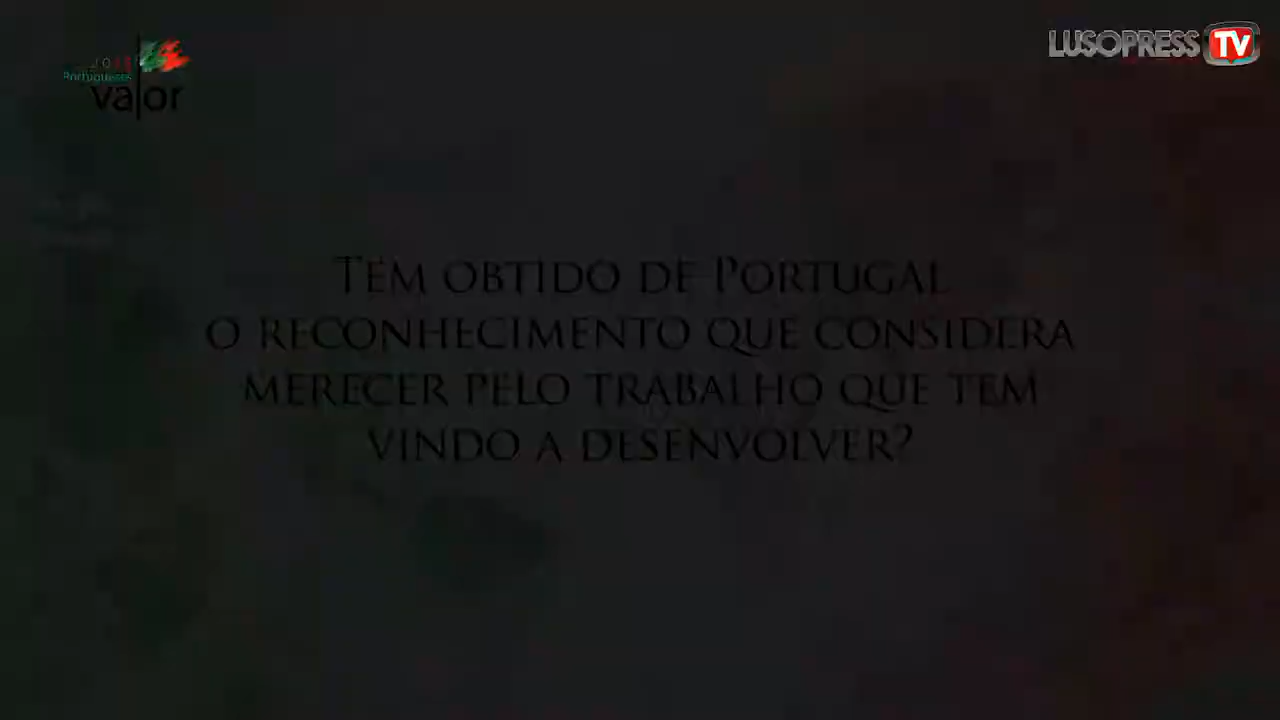 LUSOPRESS TV
Portugueses
valor
TEM OBTIDO DE PORTUGAL
O RECONHECIMENTO QUE CONSIDERA
MERECER PELO TRABALHO QUE TEM
VINDO A DESENVOLVER?